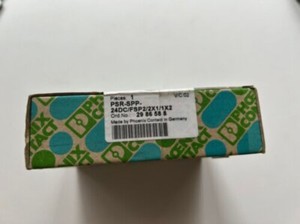 Pieces: 1
PSR-SPP-
24DC/FSP2/2X1/1X2
Ord.No.: 29 86 58 8
Made by Phoenix Contact in Germany